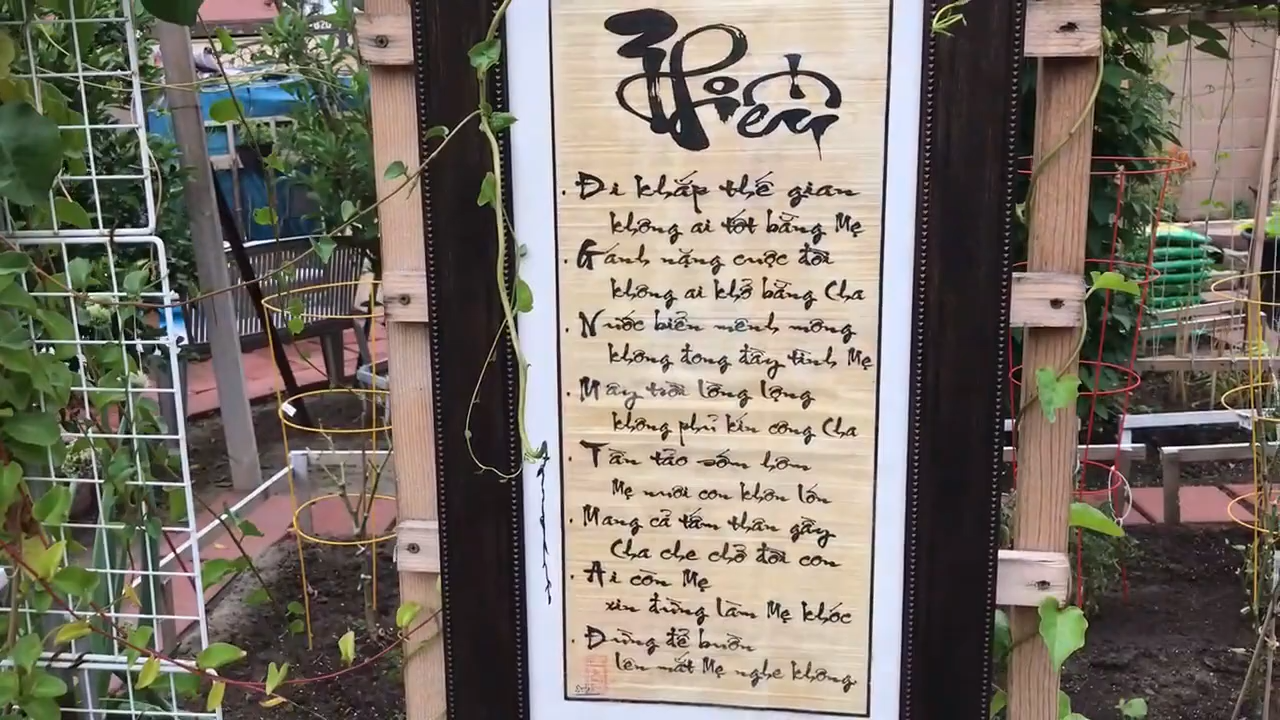 Hiếu
Đi khắp thế gian
không ai tốt bằng Mẹ
Gánh nặng cuộc đời
không ai khổ bằng Cha
Nước biển mênh mông
không đong đầy tình Mẹ
Mây trời lồng lộng
không phủ kín công Cha
Tần tảo sớm hôm
Mẹ nuôi con khôn lớn
Mang cả tấm thân gầy
Cha che chở đời con
Ai còn Mẹ
xin đừng làm Mẹ khóc
Đừng để buồn
lên mắt Mẹ nghe không